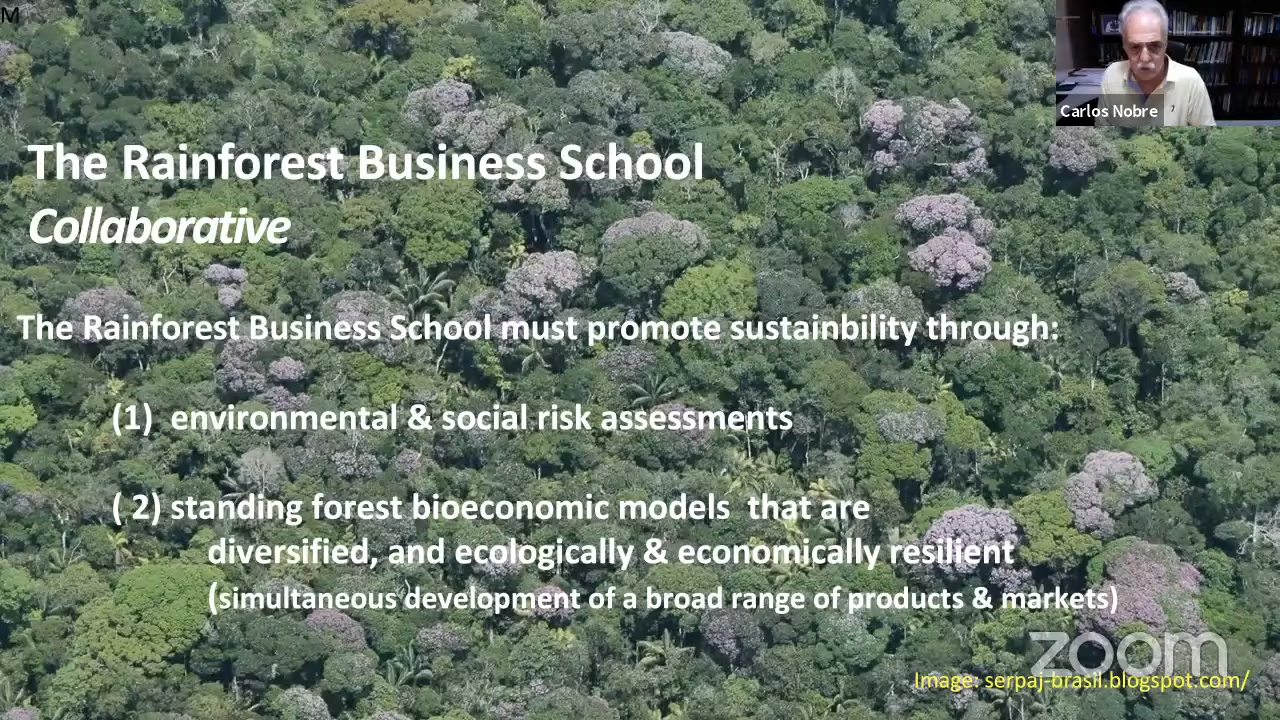 M
Carlos Nobre
The Rainforest Business School
Collaborative
The Rainforest Business School must promote sustainbility through:
(1) environmental & social risk assessments
( 2) standing forest bioeconomic models that are
diversified, and ecologically & economically resilient
(simultaneous development of a broad range of products & markets)
zoom
Image: serpaj-brasil.blogspot.com/